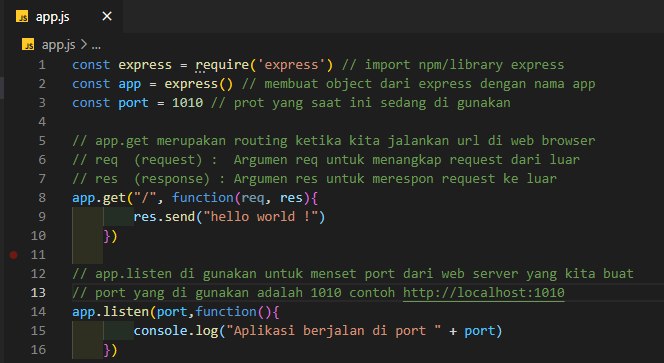 JS app.js ×
JS app.js > ...
1 const express = require('express') // import npm/library express
2 const app = express() // membuat object dari express dengan nama app
3 const port = 1010 // prot yang saat ini sedang di gunakan
4
5 // app.get merupakan routing ketika kita jalankan url di web browser
6 // req  (request) :  Argumen req untuk menangkap request dari luar
7 // res  (response) : Argumen res untuk merespon request ke luar
8 app.get("/", function(req, res){
9         res.send("hello world !")
10     })
11
12 // app.listen di gunakan untuk menset port dari web server yang kita buat
13 // port yang di gunakan adalah 1010 contoh http://localhost:1010
14 app.listen(port,function(){
15         console.log("Aplikasi berjalan di port " + port)
16     })